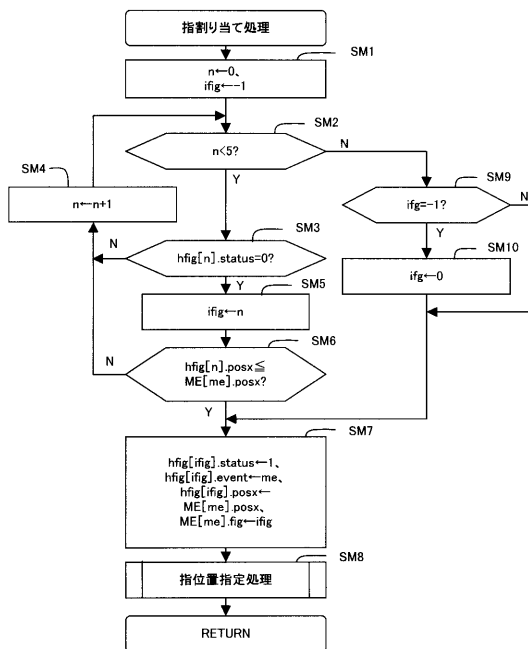 指割り当て処理
SM1
n←0、
ifig←-1
SM2
n<5?
N
Y
SM4
n←n+1
SM9
ifg=-1?
N
Y
SM3
hfig[n].status=0?
N
Y
SM10
ifg←0
SM5
ifig←n
SM6
hfig[n].posx≦
ME[me].posx?
N
Y
SM7
hfig[ifig].status←1、
hfig[ifig].event←me、
hfig[ifig].posx←
ME[me].posx、
ME[me].fig←ifig
SM8
指位置指定処理
RETURN